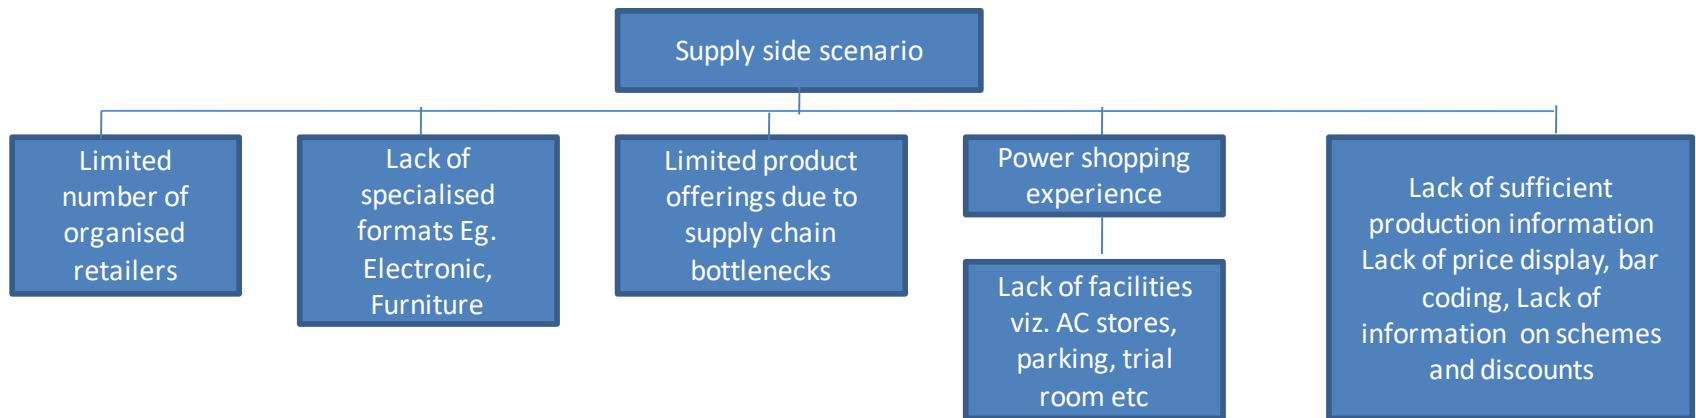 Supply side scenario
Limited
number of
organised
retailers
Lack of
specialised
formats Eg.
Electronic,
Furniture
Limited product
offerings due to
supply chain
bottlenecks
Power shopping
experience
Lack of facilities
viz. AC stores,
parking, trial
room etc
Lack of sufficient
production information
Lack of price display, bar
coding, Lack of
information on schemes
and discounts